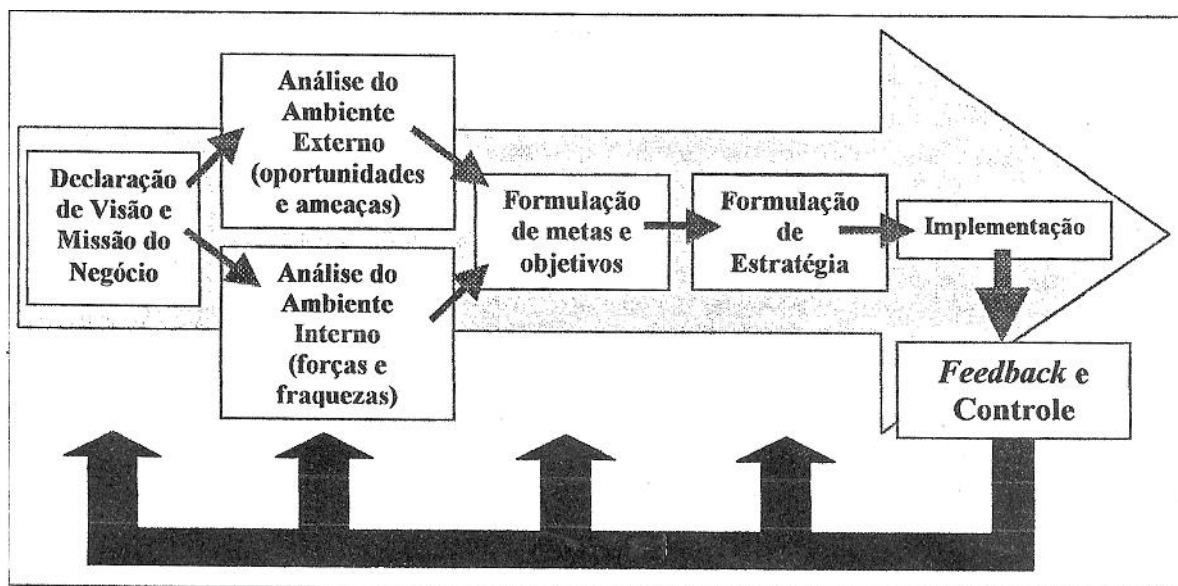 Declaração
de Visão e
Missão do
Negócio
Análise do
Ambiente
Externo
(oportunidades
e ameaças)
Análise do
Ambiente
Interno
(forças e
fraquezas)
Formulação
de metas e
objetivos
Formulação
de
Estratégia
Implementação
Feedback e
Controle